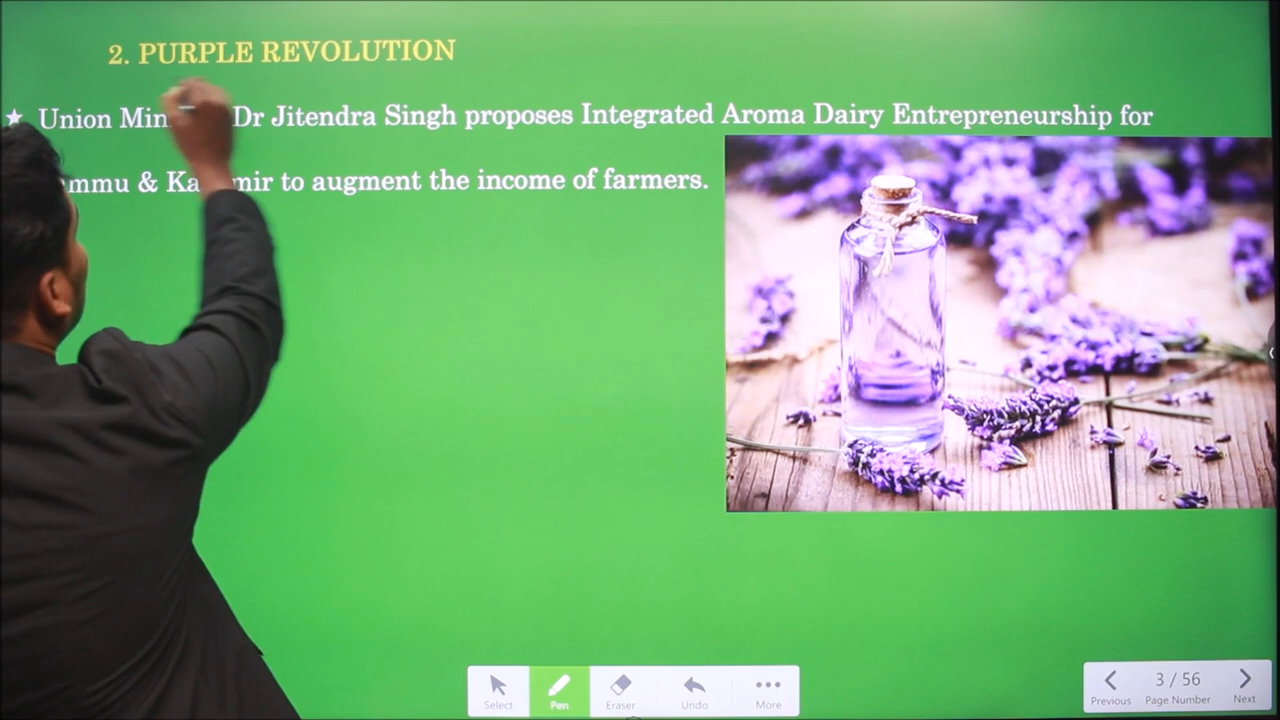 2. PURPLE REVOLUTION
★ Union Min Dr Jitendra Singh proposes Integrated Aroma Dairy Entrepreneurship for
mmu & Ka mir to augment the income of farmers.
Select Pen Eraser Undo More
Previous 3 / 56 Page Number Next